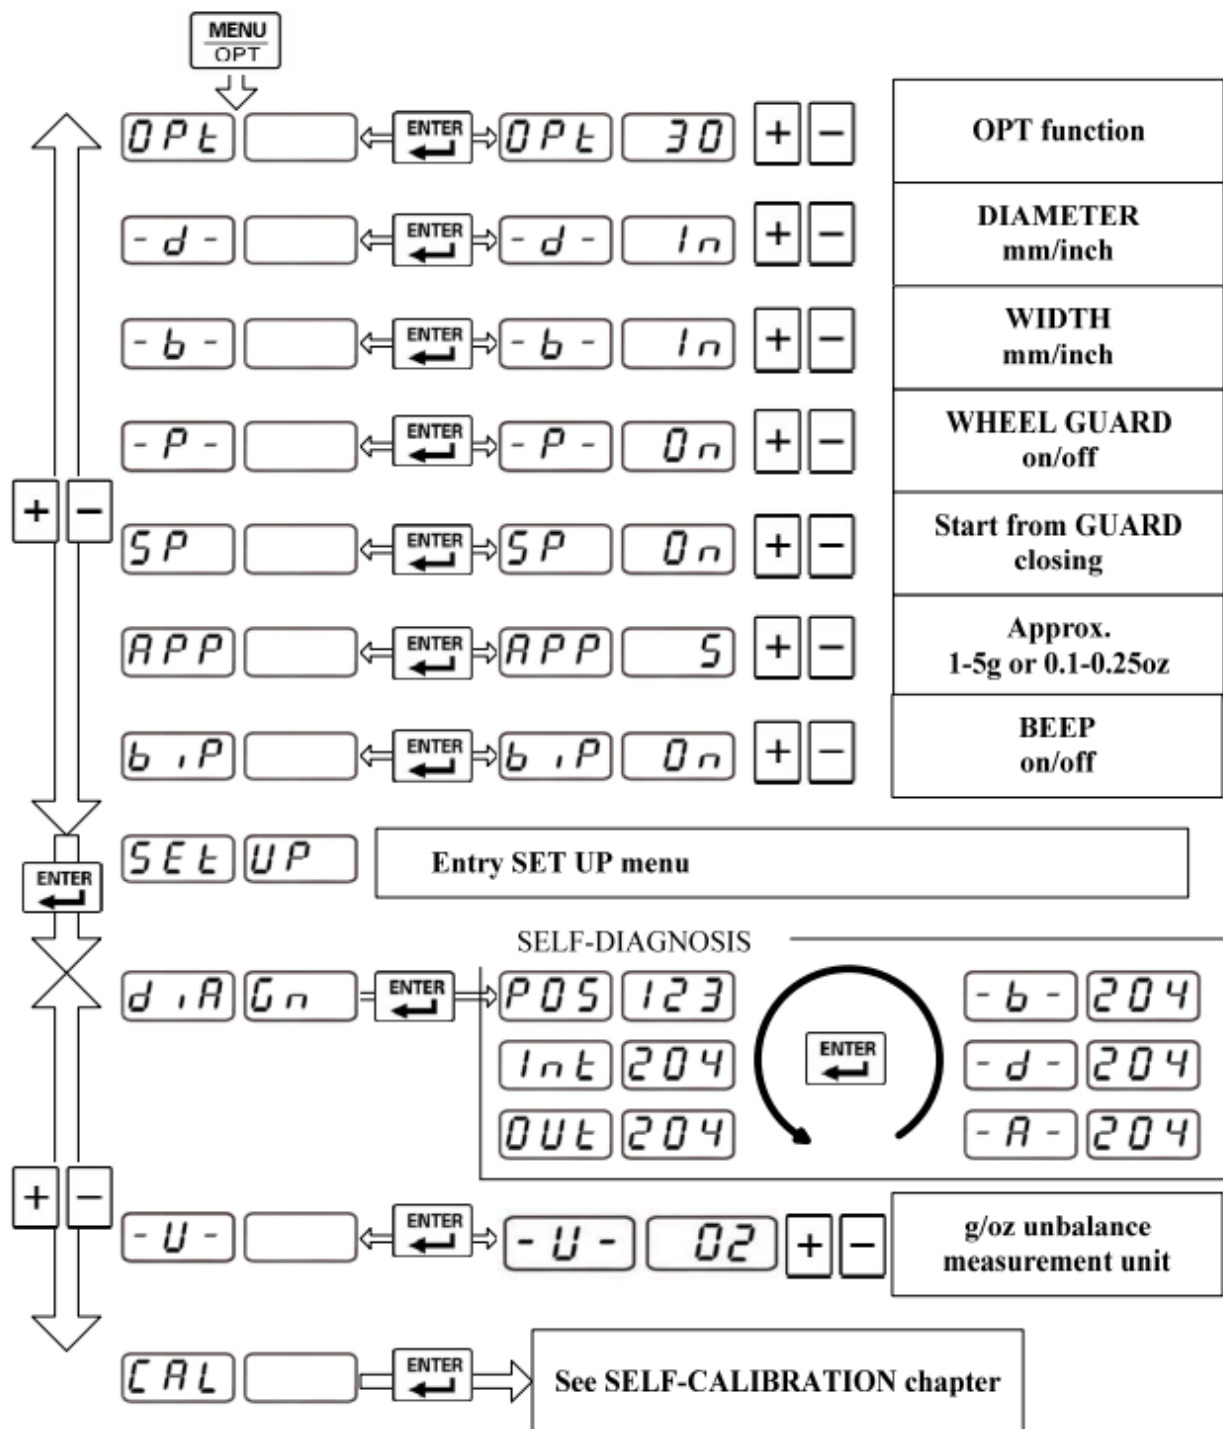 MENU
OPT
OPt ENTER OPt 30 + - OPT function
-d- ENTER -d- In + - DIAMETER
mm/inch
-b- ENTER -b- In + - WIDTH
mm/inch
-P- ENTER -P- On + - WHEEL GUARD
on/off
+ -
SP ENTER SP On + - Start from GUARD
closing
APP ENTER APP 5 + - Approx.
1-5g or 0.1-0.25oz
biP ENTER biP On + - BEEP
on/off
SEt UP Entry SET UP menu
ENTER
SELF-DIAGNOSIS
diA Gn ENTER POS 123 -b- 204
Int 204 ENTER -d- 204
OUt 204 -A- 204
+ -
-U- ENTER -U- 02 + - g/oz unbalance
measurement unit
CAL ENTER See SELF-CALIBRATION chapter